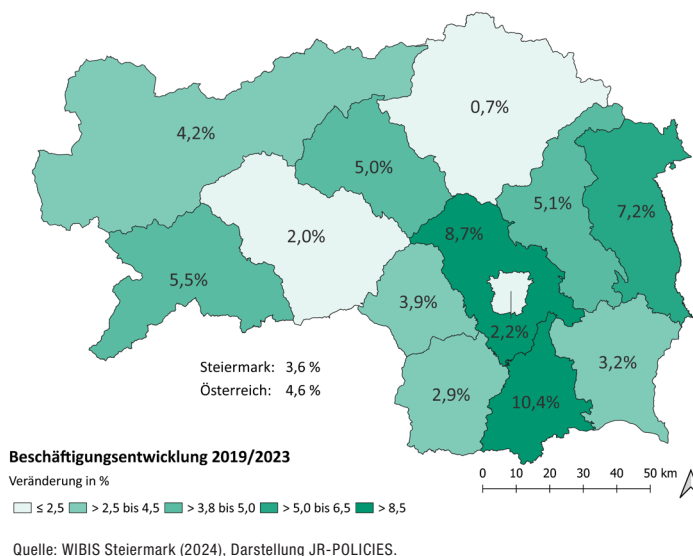 0,7%
4,2%
5,0%
5,1%
7,2%
8,7%
2,0%
5,5%
3,9%
2,2%
3,2%
Steiermark: 3,6 %
Österreich: 4,6 %
2,9%
10,4%
Beschäftigungsentwicklung 2019/2023
Veränderung in %
0 10 20 30 40 50 km
≤ 2,5 > 2,5 bis 4,5 > 3,8 bis 5,0 > 5,0 bis 6,5 > 8,5
Quelle: WIBIS Steiermark (2024), Darstellung JR-POLICIES.